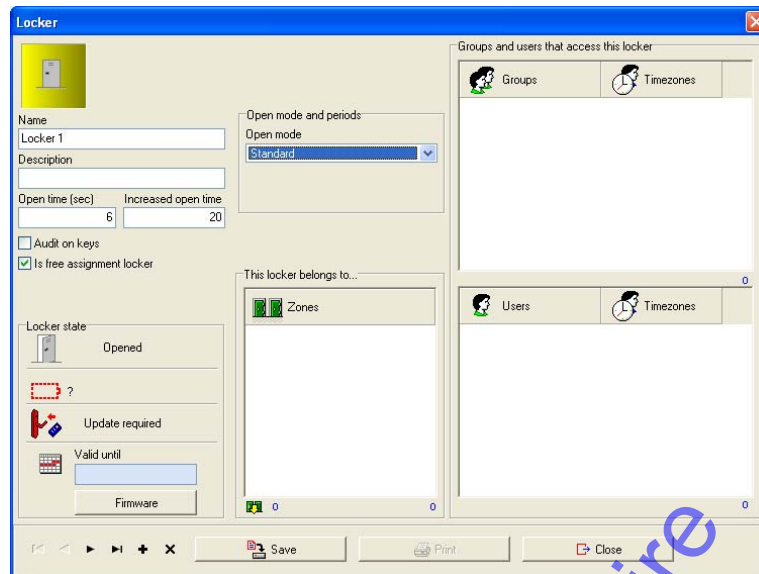 Locker
Name
Locker 1
Description
Open time (sec) Increased open time
6 20
Audit on keys
Is free assignment locker
Locker state
Opened
?
Update required
Valid until
Firmware
Open mode and periods
Open mode
Standard
This locker belongs to...
Zones
0 0
Groups and users that access this locker
Groups Timezones
0
Users Timezones
0
Save Print Close